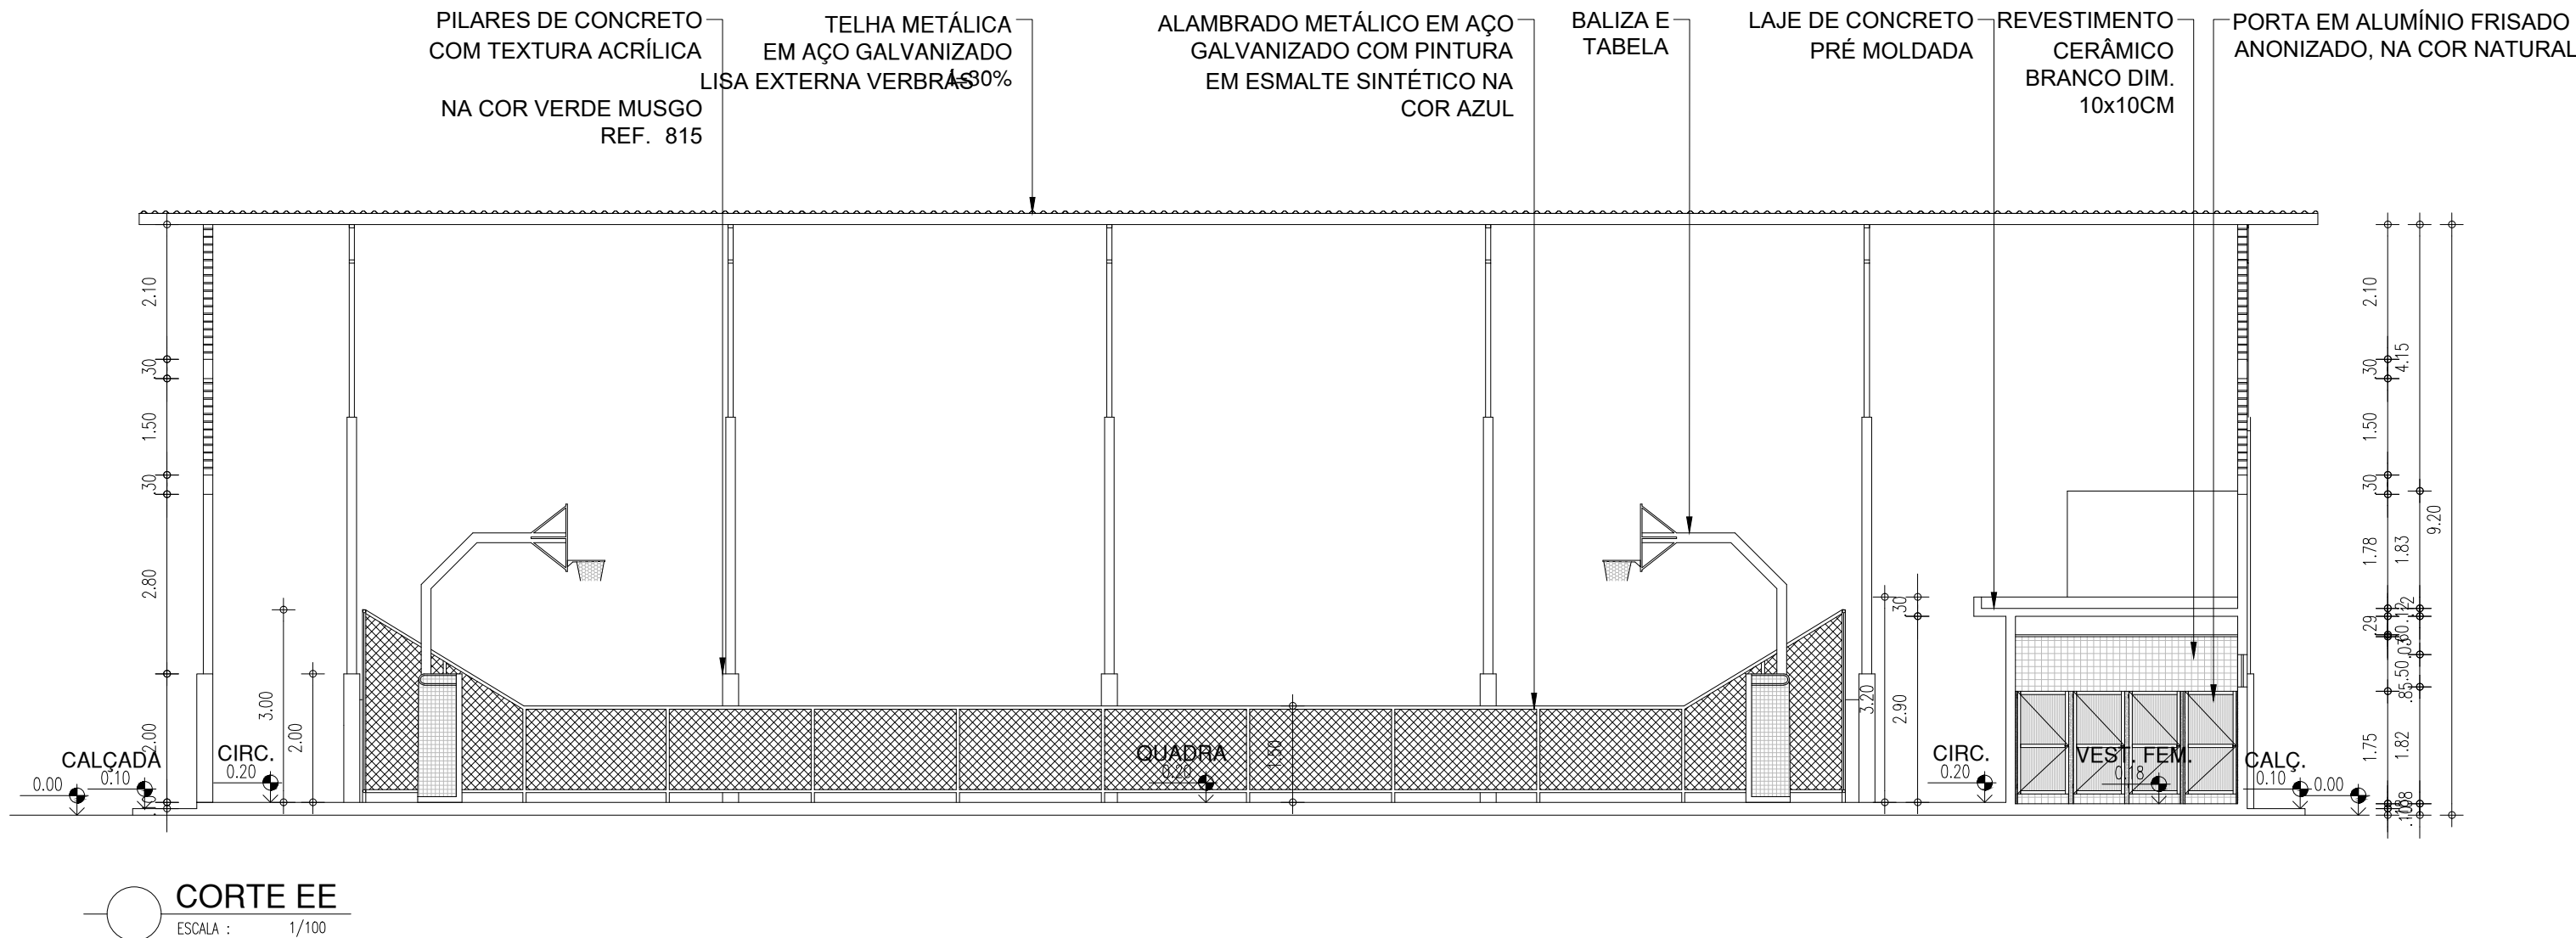 PILARES DE CONCRETO
COM TEXTURA ACRÍLICA
LISA EXTERNA VERBRÁS
NA COR VERDE MUSGO
REF. 815
TELHA METÁLICA
EM AÇO GALVANIZADO
I=30%
ALAMBRADO METÁLICO EM AÇO
GALVANIZADO COM PINTURA
EM ESMALTE SINTÉTICO NA
COR AZUL
BALIZA E
TABELA
LAJE DE CONCRETO
PRÉ MOLDADA
REVESTIMENTO
CERÂMICO
BRANCO DIM.
10x10CM
PORTA EM ALUMÍNIO FRISADO
ANONIZADO, NA COR NATURAL
2.10
.30
1.50
.30
2.80
2.00
3.00
2.00
0.00
CALÇADA
0.10
CIRC.
0.20
QUADRA
0.20
1.50
3.20
.30
2.90
CIRC.
0.20
VEST. FEM.
0.18
CALÇ.
0.10
0.00
2.10
.30
1.50
.30
1.78
.29
.85
1.75
4.15
1.83
.12
.60
.50
1.82
9.20
CORTE EE
ESCALA :
1/100